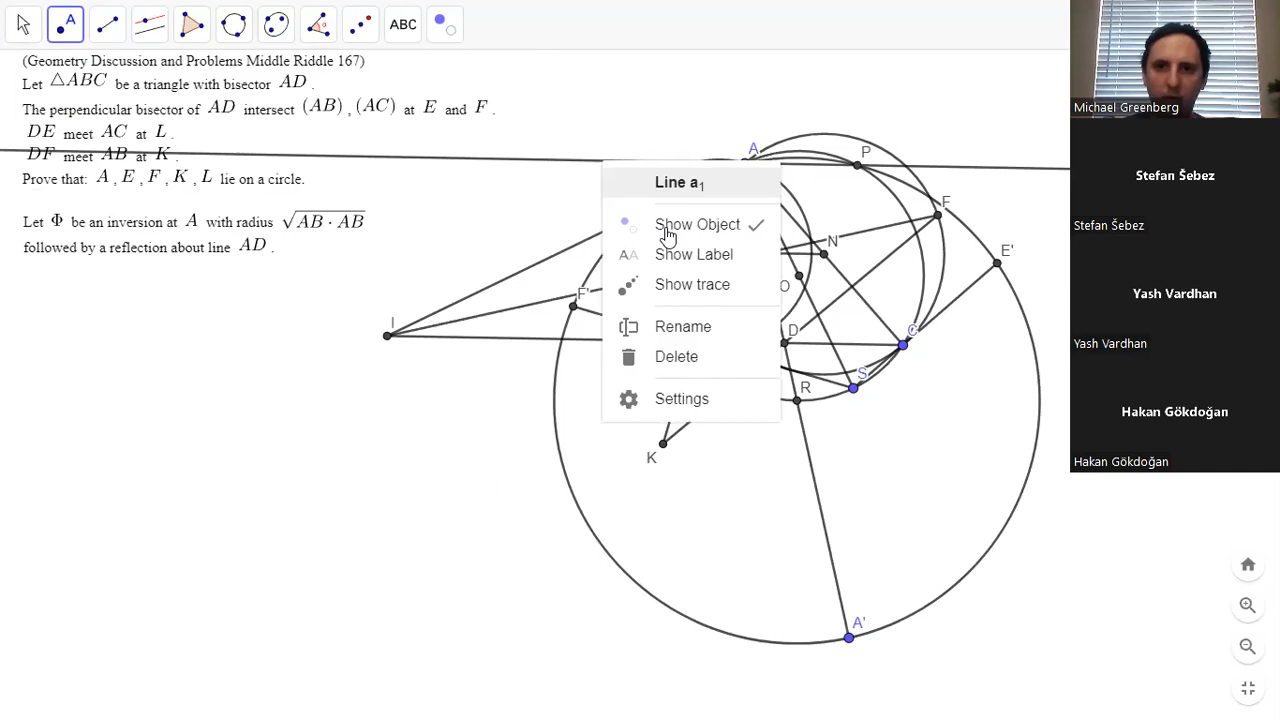 ABC
(Geometry Discussion and Problems Middle Riddle 167)
Let △ABC be a triangle with bisector AD .
The perpendicular bisector of AD intersect (AB) , (AC) at E and F .
DE meet AC at L .
DF meet AB at K .
Prove that: A , E , F , K , L lie on a circle.
Let Φ be an inversion at A with radius √AB · AB
followed by a reflection about line AD .
A
P
F
N
E'
O
I
F'
D
C
S
R
K
A'
Line a1
Show Object
AA Show Label
Show trace
Rename
Delete
Settings
Michael Greenberg
Stefan Šebez
Stefan Šebez
Yash Vardhan
Yash Vardhan
Hakan Gökdoğan
Hakan Gökdoğan